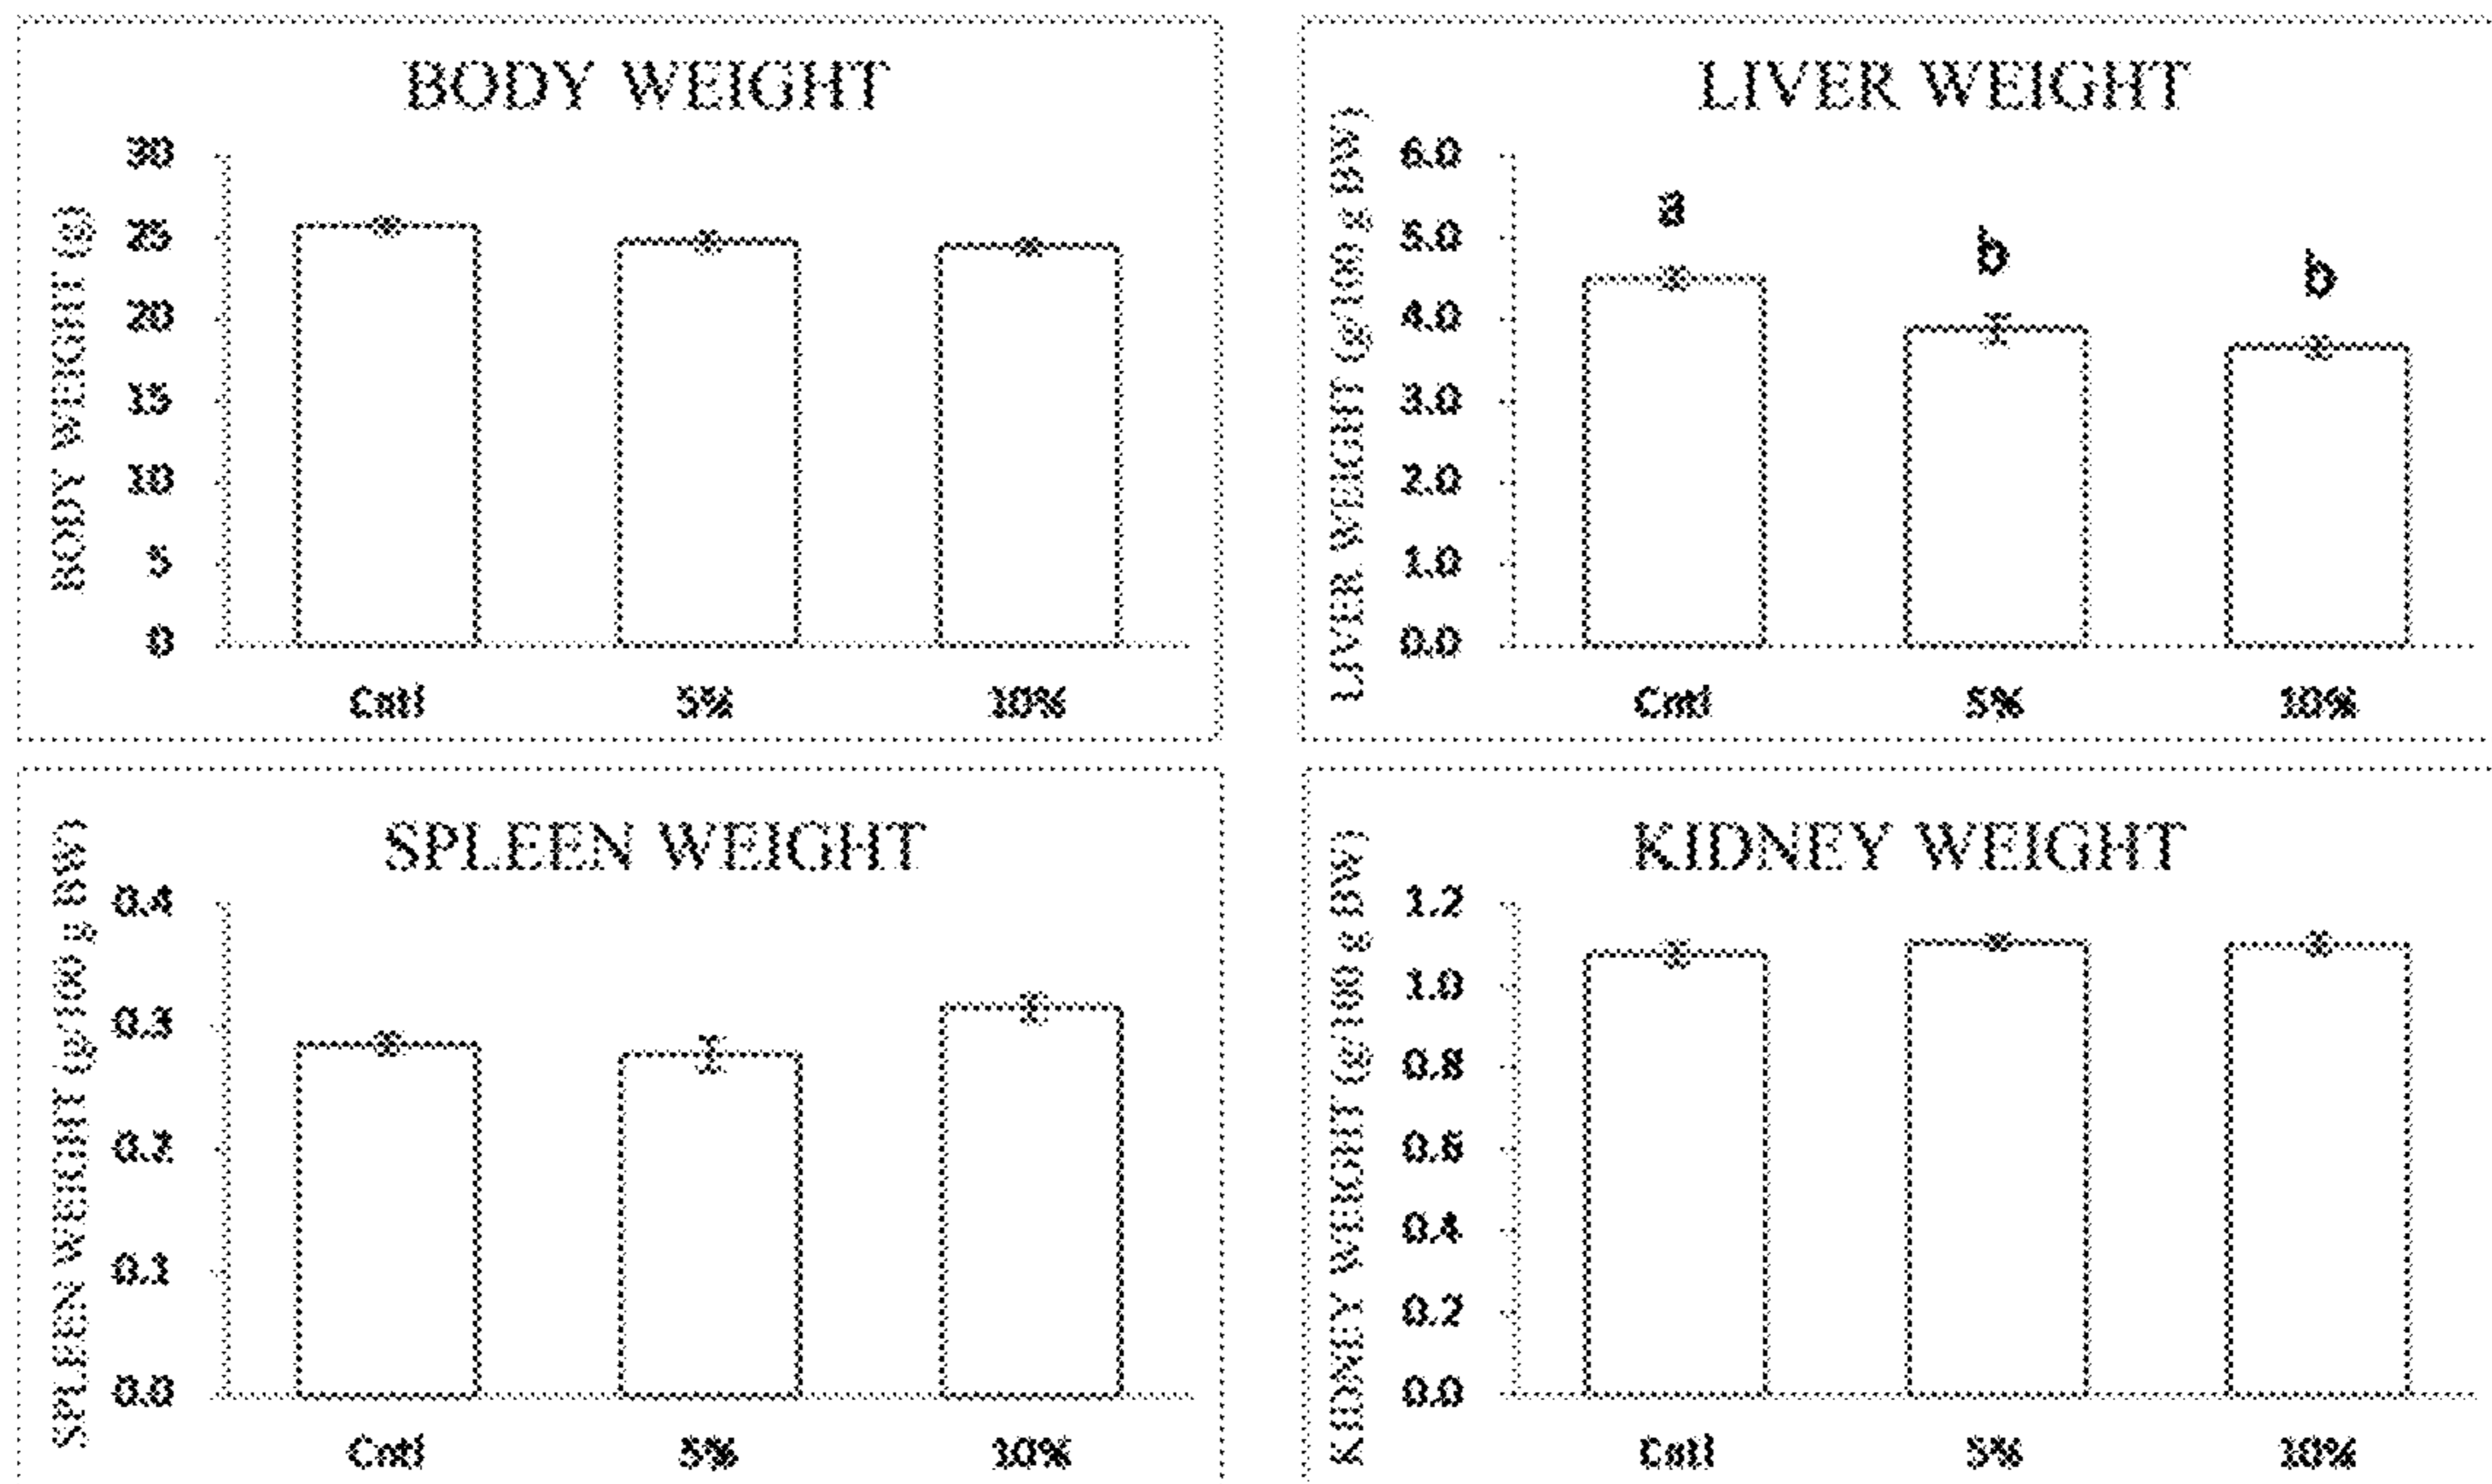 BODY WEIGHT
BODY WEIGHT (g)
30
25
20
15
10
5
0
Cntl 5% 10%
LIVER WEIGHT
LIVER WEIGHT (g/100 g BW)
6.0
5.0
4.0
3.0
2.0
1.0
0.0
a
b
b
Cntl 5% 10%
SPLEEN WEIGHT
SPLEEN WEIGHT (g/100 g BW)
0.4
0.3
0.2
0.1
0.0
Cntl 5% 10%
KIDNEY WEIGHT
KIDNEY WEIGHT (g/100 g BW)
1.2
1.0
0.8
0.6
0.4
0.2
0.0
Cntl 5% 10%